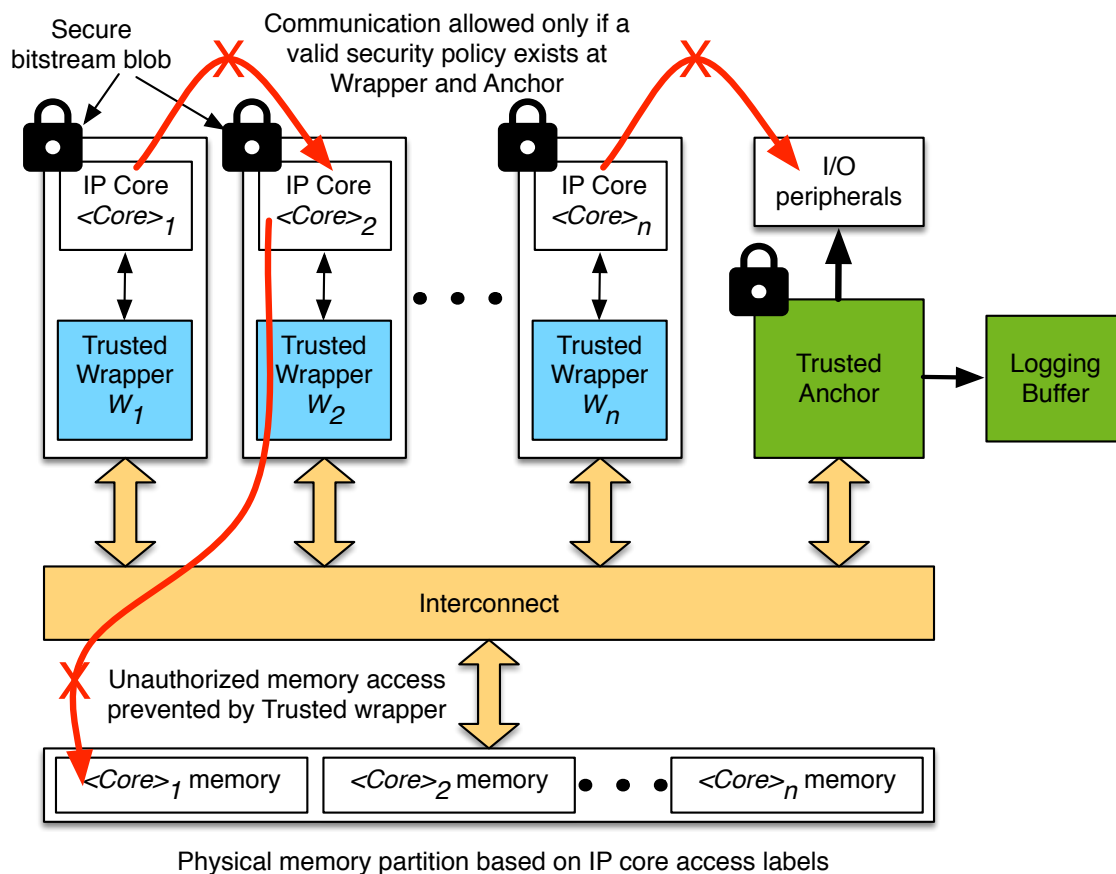 Secure
bitstream blob
Communication allowed only if a
valid security policy exists at
Wrapper and Anchor
IP Core
<Core>1
IP Core
<Core>2
IP Core
<Core>n
I/O
peripherals
Trusted
Wrapper
W1
Trusted
Wrapper
W2
Trusted
Wrapper
Wn
Trusted
Anchor
Logging
Buffer
Interconnect
Unauthorized memory access
prevented by Trusted wrapper
<Core>1 memory
<Core>2 memory
<Core>n memory
Physical memory partition based on IP core access labels